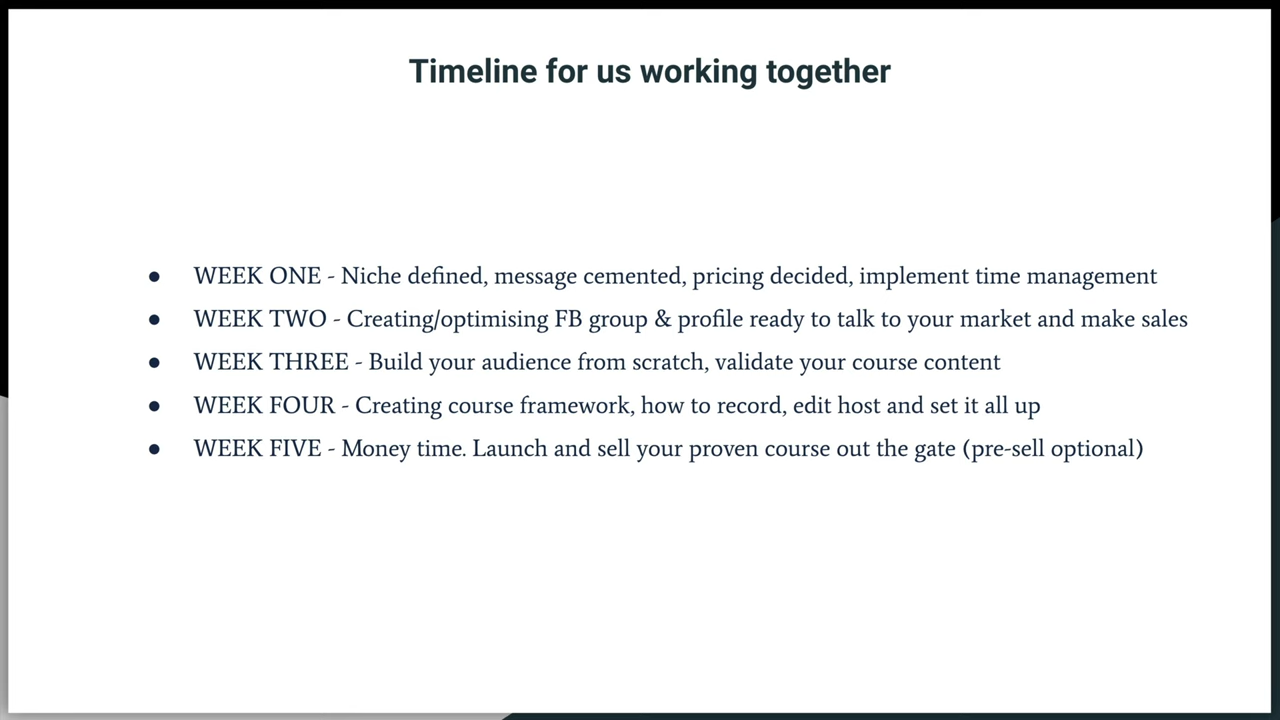 Timeline for us working together
● WEEK ONE - Niche defined, message cemented, pricing decided, implement time management
● WEEK TWO - Creating/optimising FB group & profile ready to talk to your market and make sales
● WEEK THREE - Build your audience from scratch, validate your course content
● WEEK FOUR - Creating course framework, how to record, edit host and set it all up
● WEEK FIVE - Money time. Launch and sell your proven course out the gate (pre-sell optional)